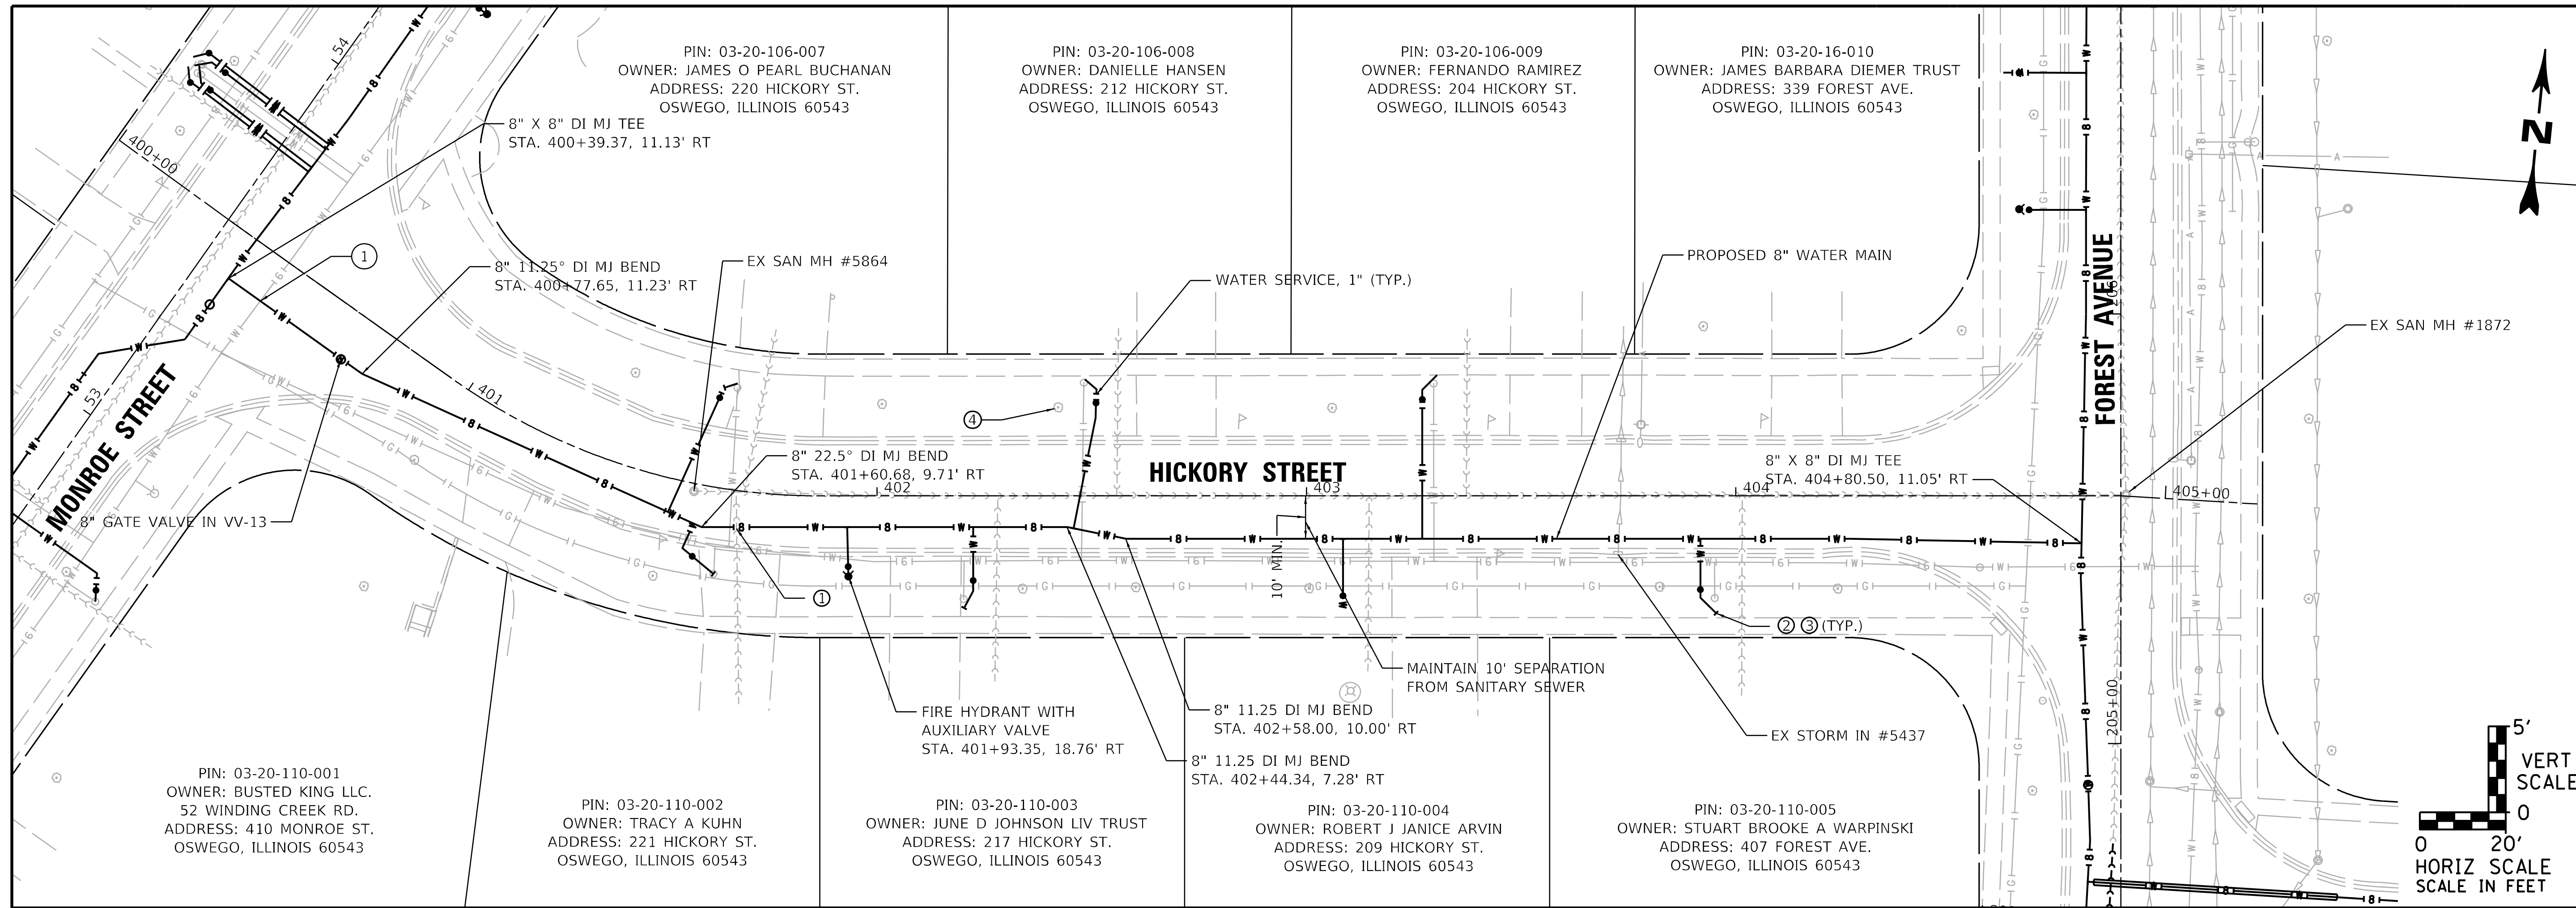 PIN: 03-20-106-007
OWNER: JAMES O PEARL BUCHANAN
ADDRESS: 220 HICKORY ST.
OSWEGO, ILLINOIS 60543
PIN: 03-20-106-008
OWNER: DANIELLE HANSEN
ADDRESS: 212 HICKORY ST.
OSWEGO, ILLINOIS 60543
PIN: 03-20-106-009
OWNER: FERNANDO RAMIREZ
ADDRESS: 204 HICKORY ST.
OSWEGO, ILLINOIS 60543
PIN: 03-20-16-010
OWNER: JAMES BARBARA DIEMER TRUST
ADDRESS: 339 FOREST AVE.
OSWEGO, ILLINOIS 60543
N
54
400+00
8" X 8" DI MJ TEE
STA. 400+39.37, 11.13' RT
1
8" 11.25° DI MJ BEND
STA. 400+77.65, 11.23' RT
EX SAN MH #5864
WATER SERVICE, 1" (TYP.)
PROPOSED 8" WATER MAIN
FOREST AVENUE
206
EX SAN MH #1872
53
MONROE STREET
401
4
8" GATE VALVE IN VV-13
8" 22.5° DI MJ BEND
STA. 401+60.68, 9.71' RT
HICKORY STREET
402
403
404
8" X 8" DI MJ TEE
STA. 404+80.50, 11.05' RT
405+00
10' MIN.
1
2 3 (TYP.)
MAINTAIN 10' SEPARATION
FROM SANITARY SEWER
205+00
FIRE HYDRANT WITH
AUXILIARY VALVE
STA. 401+93.35, 18.76' RT
8" 11.25 DI MJ BEND
STA. 402+58.00, 10.00' RT
8" 11.25 DI MJ BEND
STA. 402+44.34, 7.28' RT
EX STORM IN #5437
PIN: 03-20-110-001
OWNER: BUSTED KING LLC.
52 WINDING CREEK RD.
ADDRESS: 410 MONROE ST.
OSWEGO, ILLINOIS 60543
PIN: 03-20-110-002
OWNER: TRACY A KUHN
ADDRESS: 221 HICKORY ST.
OSWEGO, ILLINOIS 60543
PIN: 03-20-110-003
OWNER: JUNE D JOHNSON LIV TRUST
ADDRESS: 217 HICKORY ST.
OSWEGO, ILLINOIS 60543
PIN: 03-20-110-004
OWNER: ROBERT J JANICE ARVIN
ADDRESS: 209 HICKORY ST.
OSWEGO, ILLINOIS 60543
PIN: 03-20-110-005
OWNER: STUART BROOKE A WARPINSKI
ADDRESS: 407 FOREST AVE.
OSWEGO, ILLINOIS 60543
5'
VERT
SCALE
0
0 20'
HORIZ SCALE
SCALE IN FEET